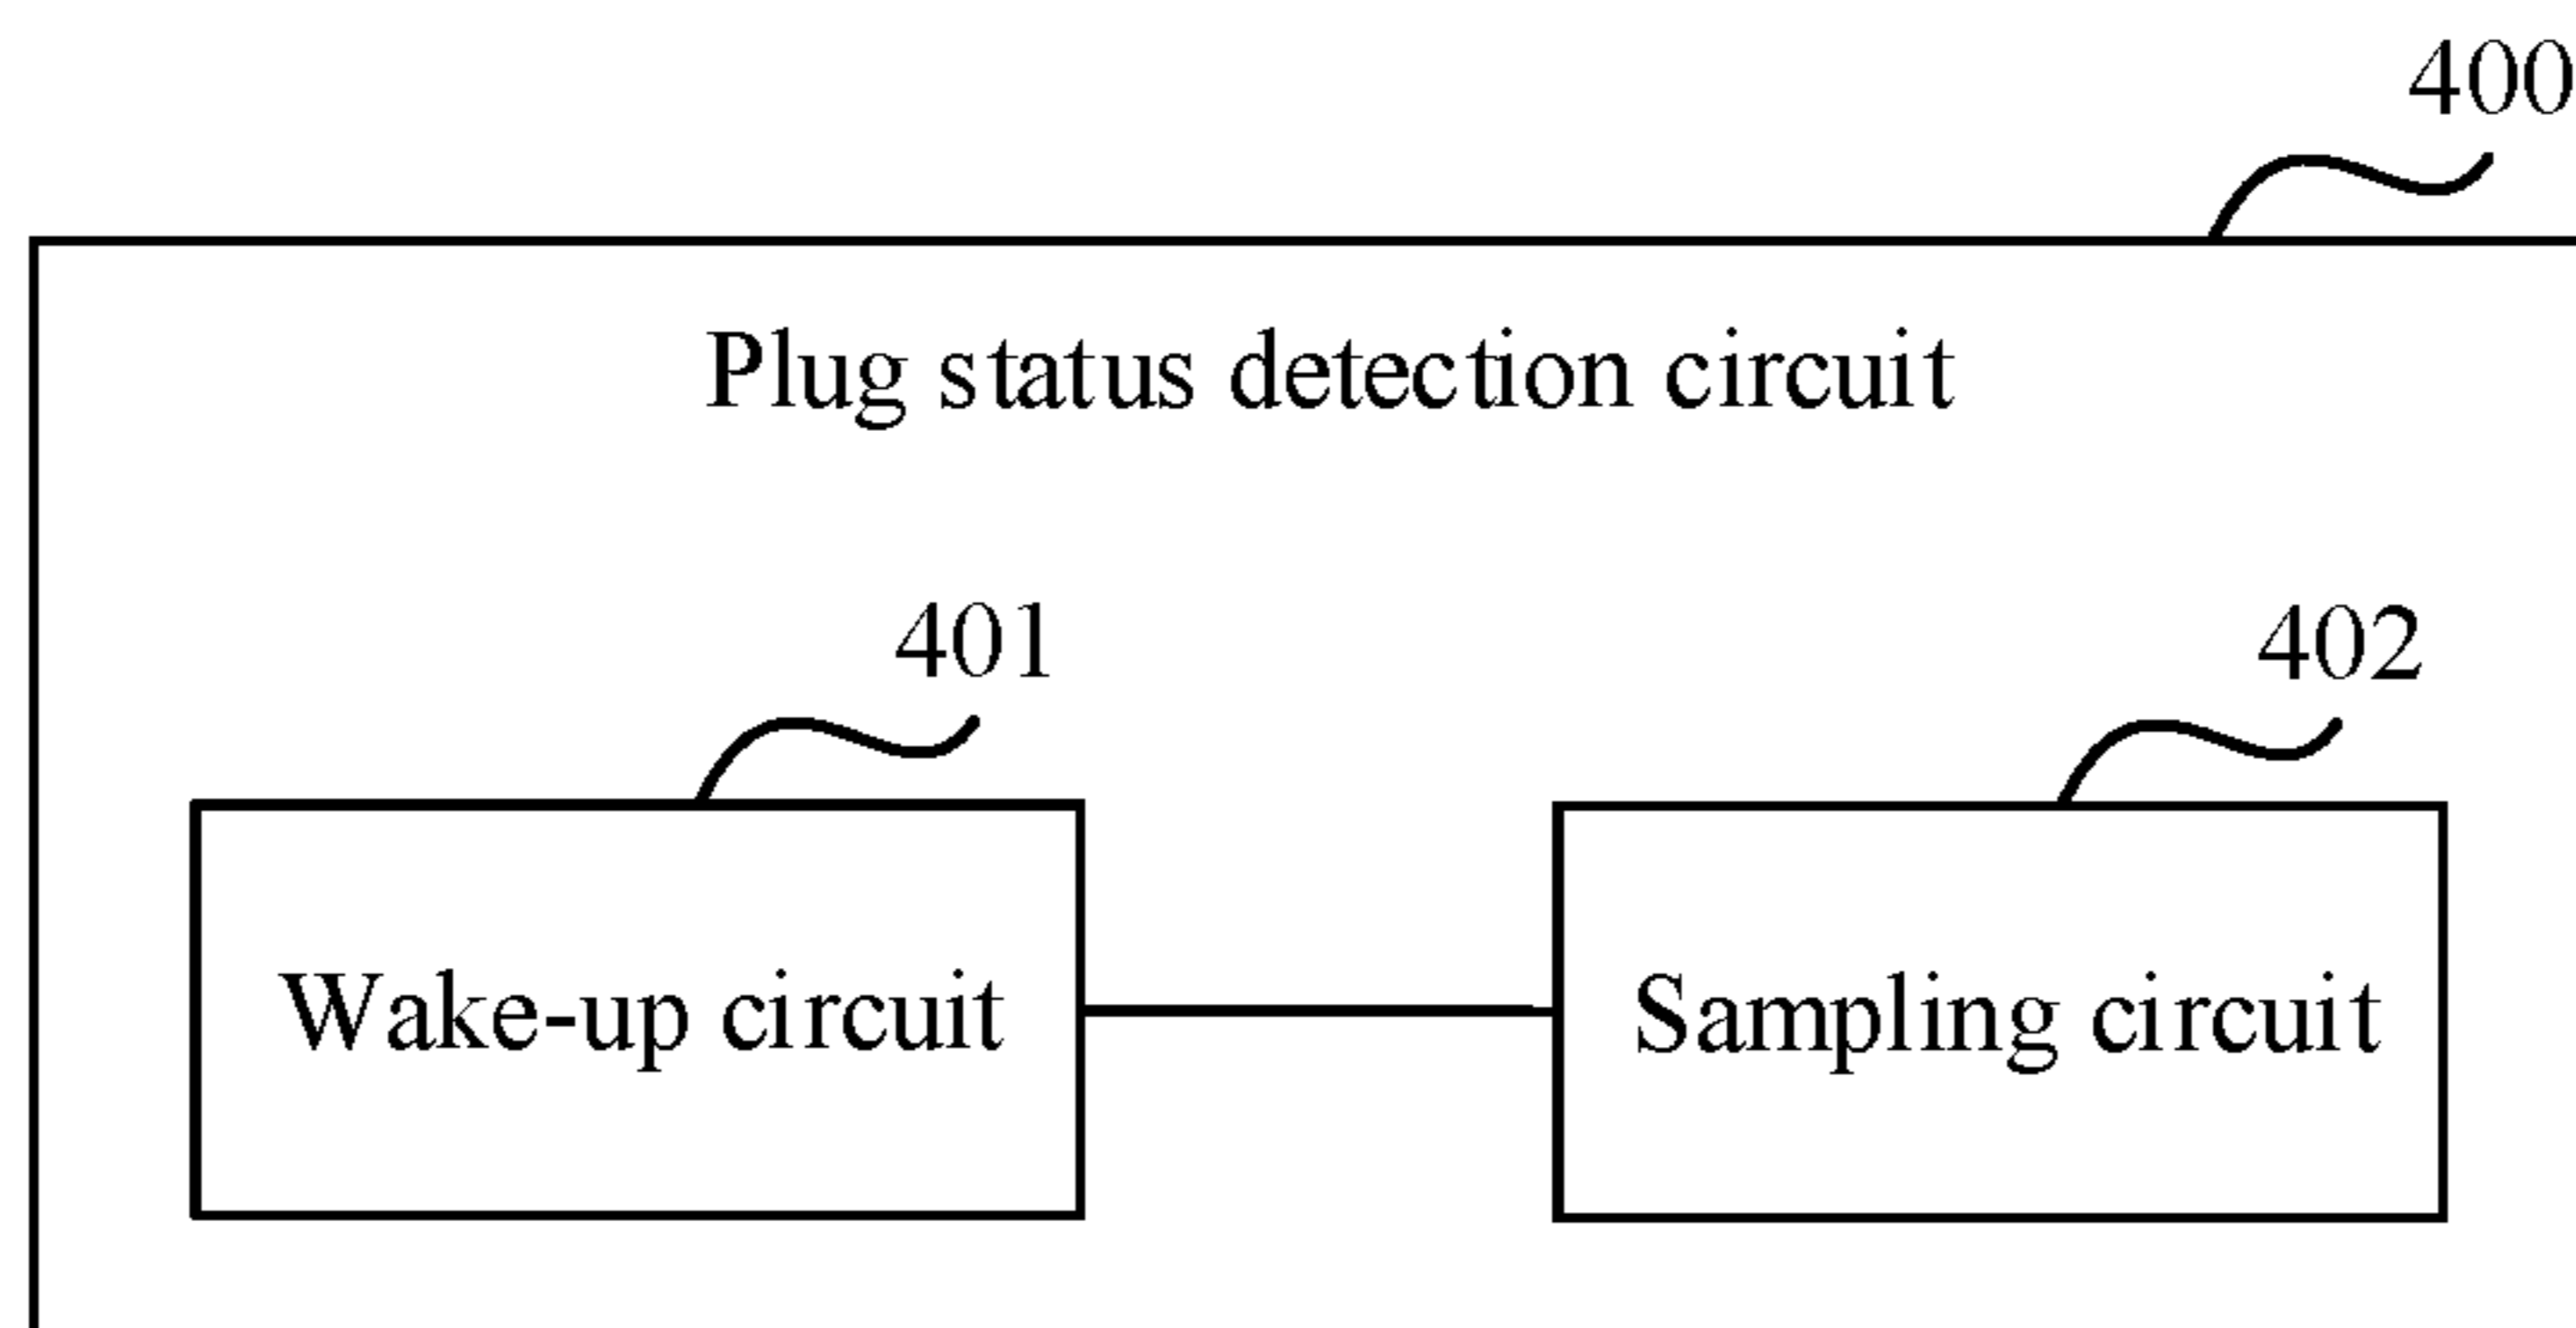 400
Plug status detection circuit
401
402
Wake-up circuit
Sampling circuit